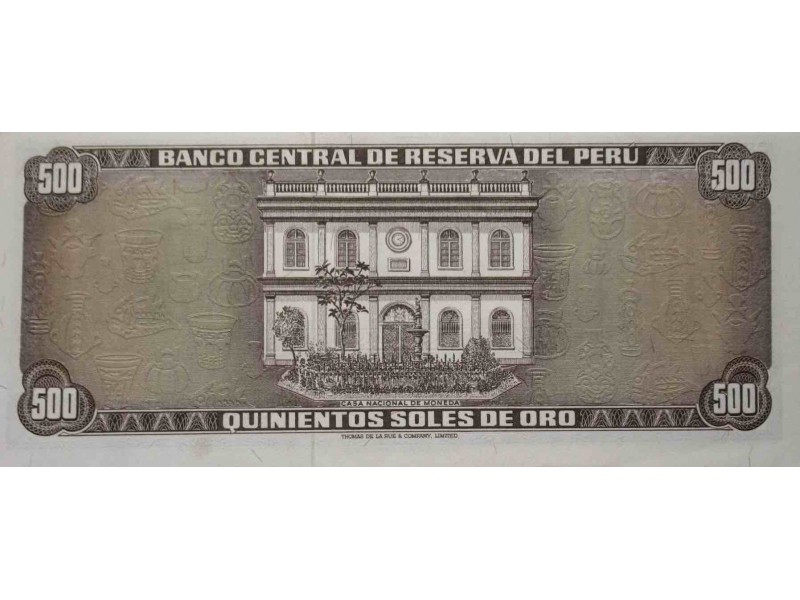 BANCO CENTRAL DE RESERVA DEL PERÚ
500
500
CASA NACIONAL DE MONEDA
500
QUINIENTOS SOLES DE ORO
500
THOMAS DE LA RUE & COMPANY, LIMITED